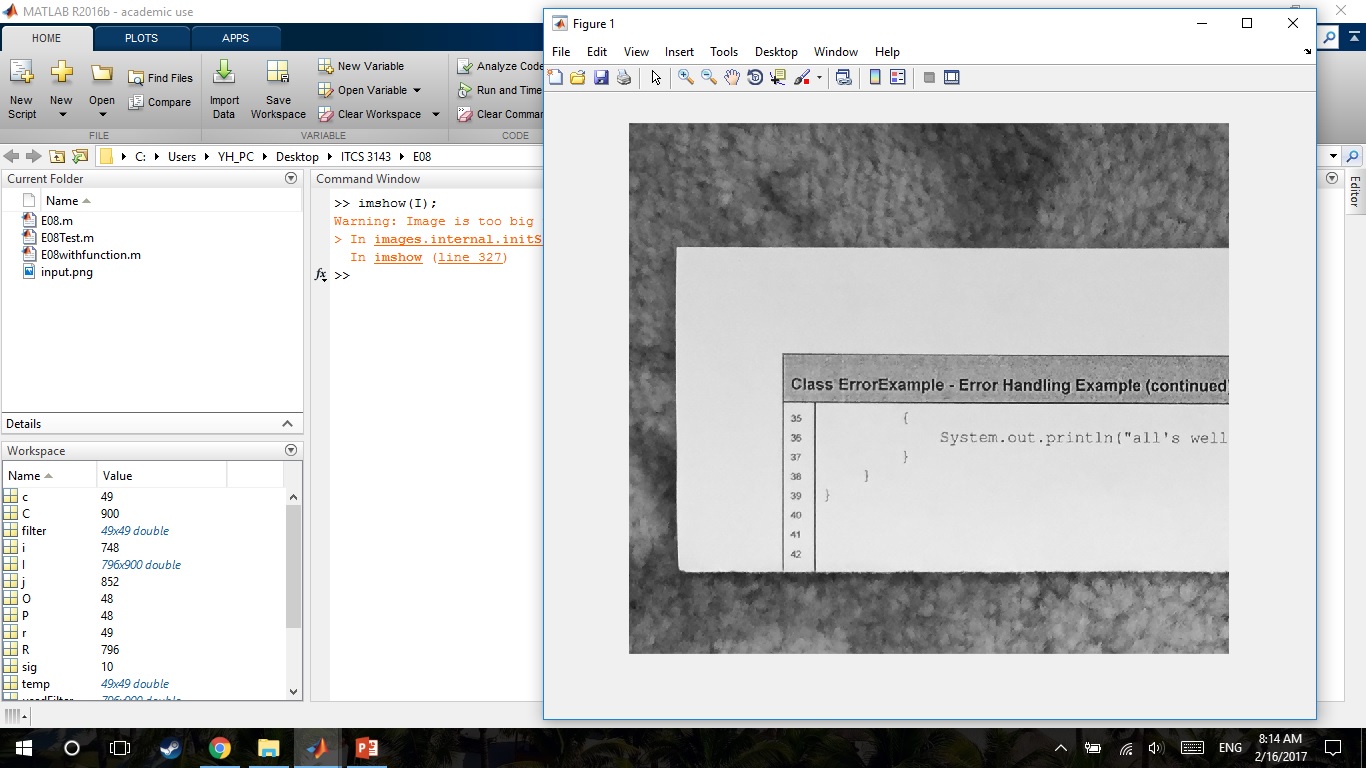 MATLAB R2016b - academic use
HOME PLOTS APPS
New Script
New
Open
Find Files
Compare
FILE
Import Data
Save Workspace
New Variable
Open Variable
Clear Workspace
VARIABLE
Analyze Code
Run and Time
Clear Comman
CODE
C: Users YH_PC Desktop ITCS 3143 E08
Current Folder
Name
E08.m
E08Test.m
E08withfunction.m
input.png
Details
Workspace
Name Value
c 49
C 900
filter 49x49 double
i 748
I 796x900 double
j 852
O 48
P 48
r 49
R 796
sig 10
temp 49x49 double
Command Window
>> imshow(I);
Warning: Image is too big
> In images.internal.initS
In imshow (line 327)
fx >>
Figure 1
File Edit View Insert Tools Desktop Window Help
Class ErrorExample - Error Handling Example (continued)
35 {
36 System.out.println("all's well
37 }
38 }
39 }
40
41
42
Editor
ENG
8:14 AM
2/16/2017